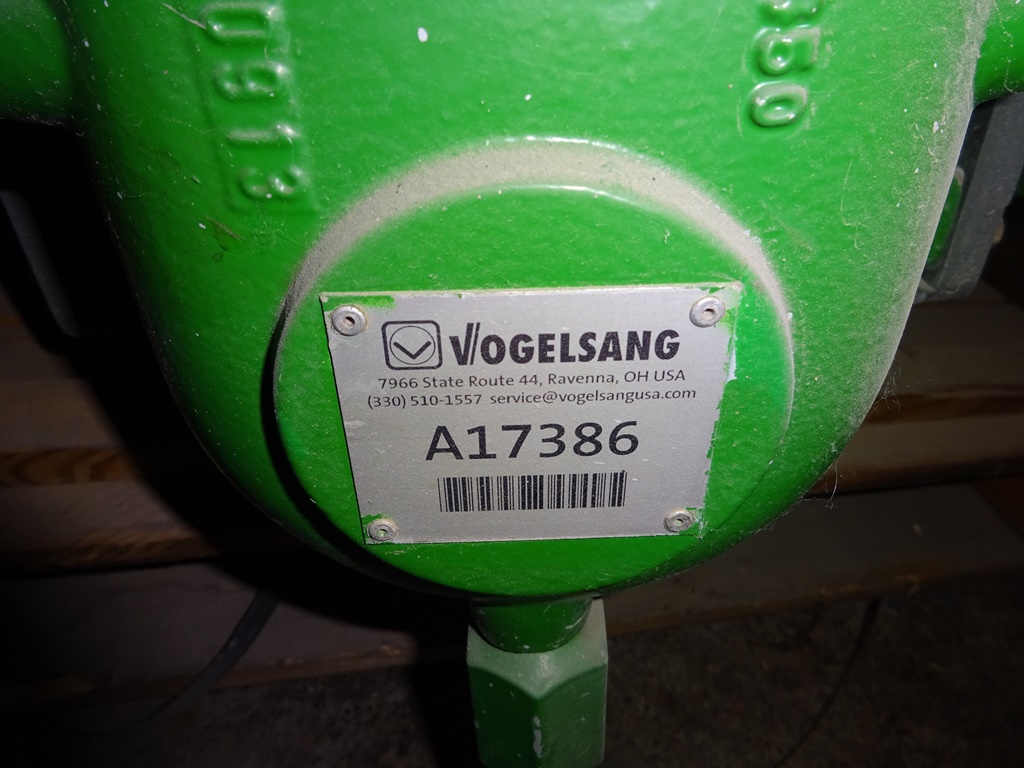 VOGELSANG
7966 State Route 44, Ravenna, OH USA
(330) 510-1557 service@vogelsangusa.com
A17386